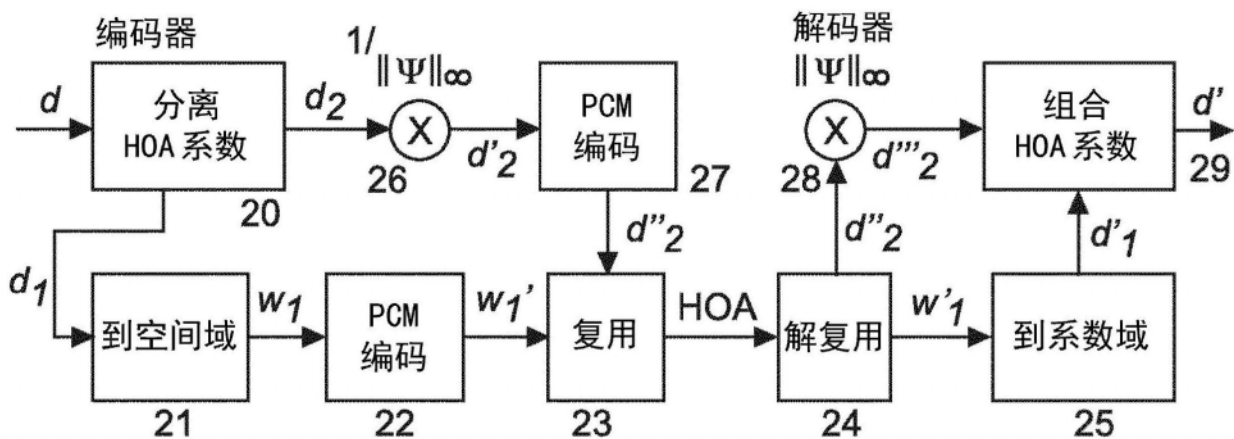 编码器
解码器
1/||Ψ||∞
||Ψ||∞
d
分离
HOA 系数
d2
X
d'2
PCM
编码
X
d'''2
组合
HOA 系数
d'
20
26
27
28
29
d1
d''2
d''2
d'1
到空间域
w1
PCM
编码
w1'
复用
HOA
解复用
w'1
到系数域
21
22
23
24
25